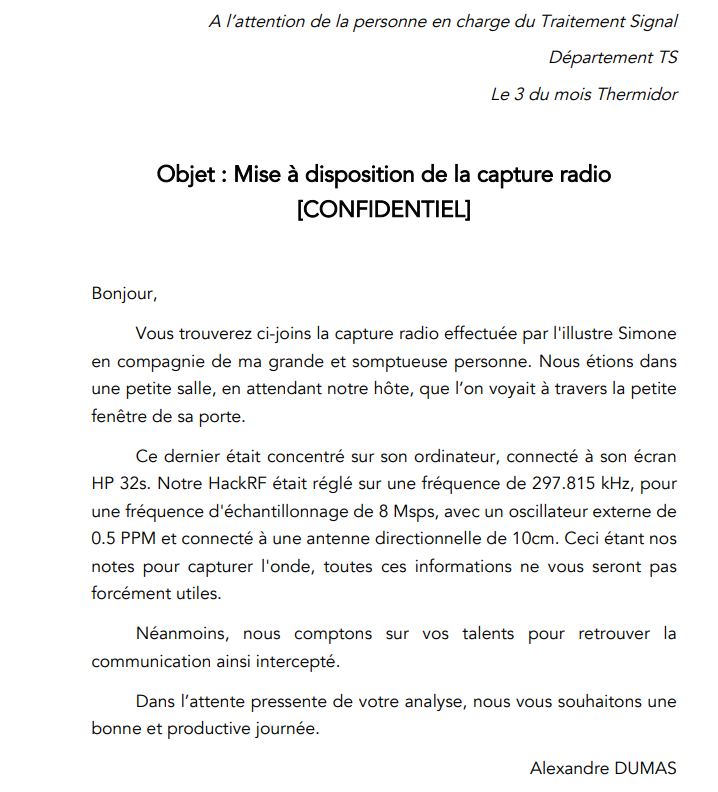 A l’attention de la personne en charge du Traitement Signal
Département TS
Le 3 du mois Thermidor
Objet : Mise à disposition de la capture radio
[CONFIDENTIEL]
Bonjour,
Vous trouverez ci-joins la capture radio effectuée par l'illustre Simone
en compagnie de ma grande et somptueuse personne. Nous étions dans
une petite salle, en attendant notre hôte, que l’on voyait à travers la petite
fenêtre de sa porte.
Ce dernier était concentré sur son ordinateur, connecté à son écran
HP 32s. Notre HackRF était réglé sur une fréquence de 297.815 kHz, pour
une fréquence d'échantillonnage de 8 Msps, avec un oscillateur externe de
0.5 PPM et connecté à une antenne directionnelle de 10cm. Ceci étant nos
notes pour capturer l'onde, toutes ces informations ne vous seront pas
forcément utiles.
Néanmoins, nous comptons sur vos talents pour retrouver la
communication ainsi intercepté.
Dans l’attente pressente de votre analyse, nous vous souhaitons une
bonne et productive journée.
Alexandre DUMAS